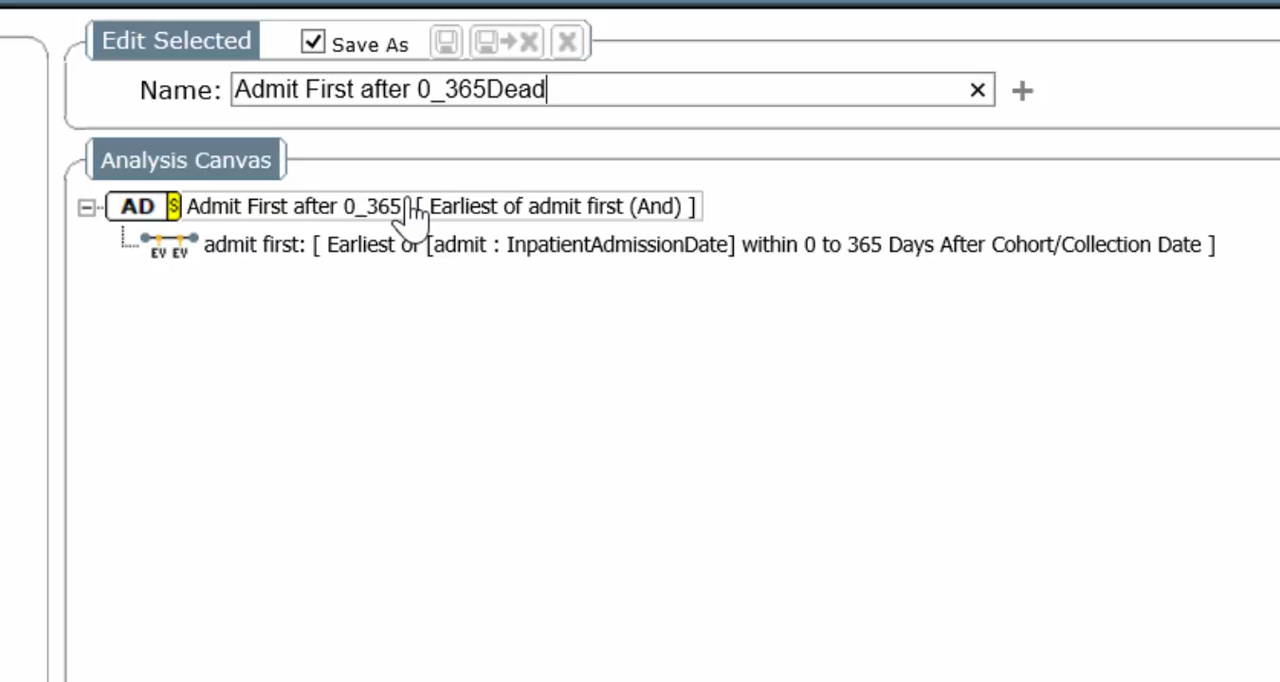 Edit Selected
Save As
Name: Admit First after 0_365Dead
Analysis Canvas
AD $ Admit First after 0_365 [ Earliest of admit first (And) ]
EV EV admit first: [ Earliest of [admit : InpatientAdmissionDate] within 0 to 365 Days After Cohort/Collection Date ]